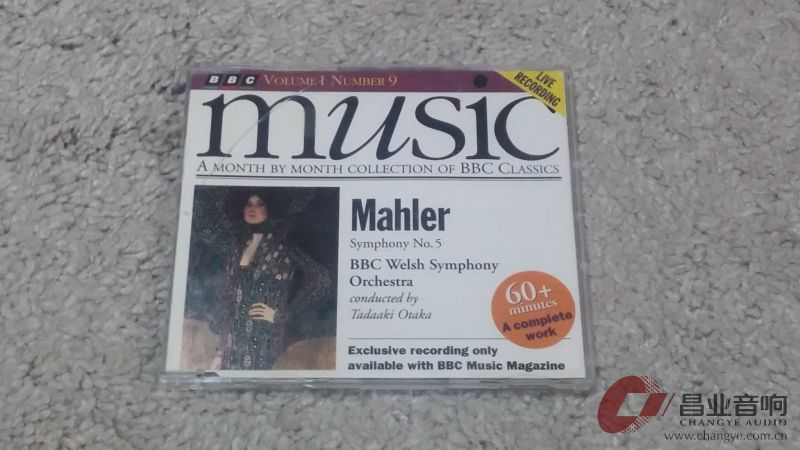 BBC VOLUME 1 NUMBER 9
LIVE
RECORDING
music
A MONTH BY MONTH COLLECTION OF BBC CLASSICS
Mahler
Symphony No. 5
BBC Welsh Symphony
Orchestra
conducted by
Tadaaki Otaka
60+
minutes
A complete
work
Exclusive recording only
available with BBC Music Magazine
昌业音响
CHANGYE AUDIO
www.changye.com.cn